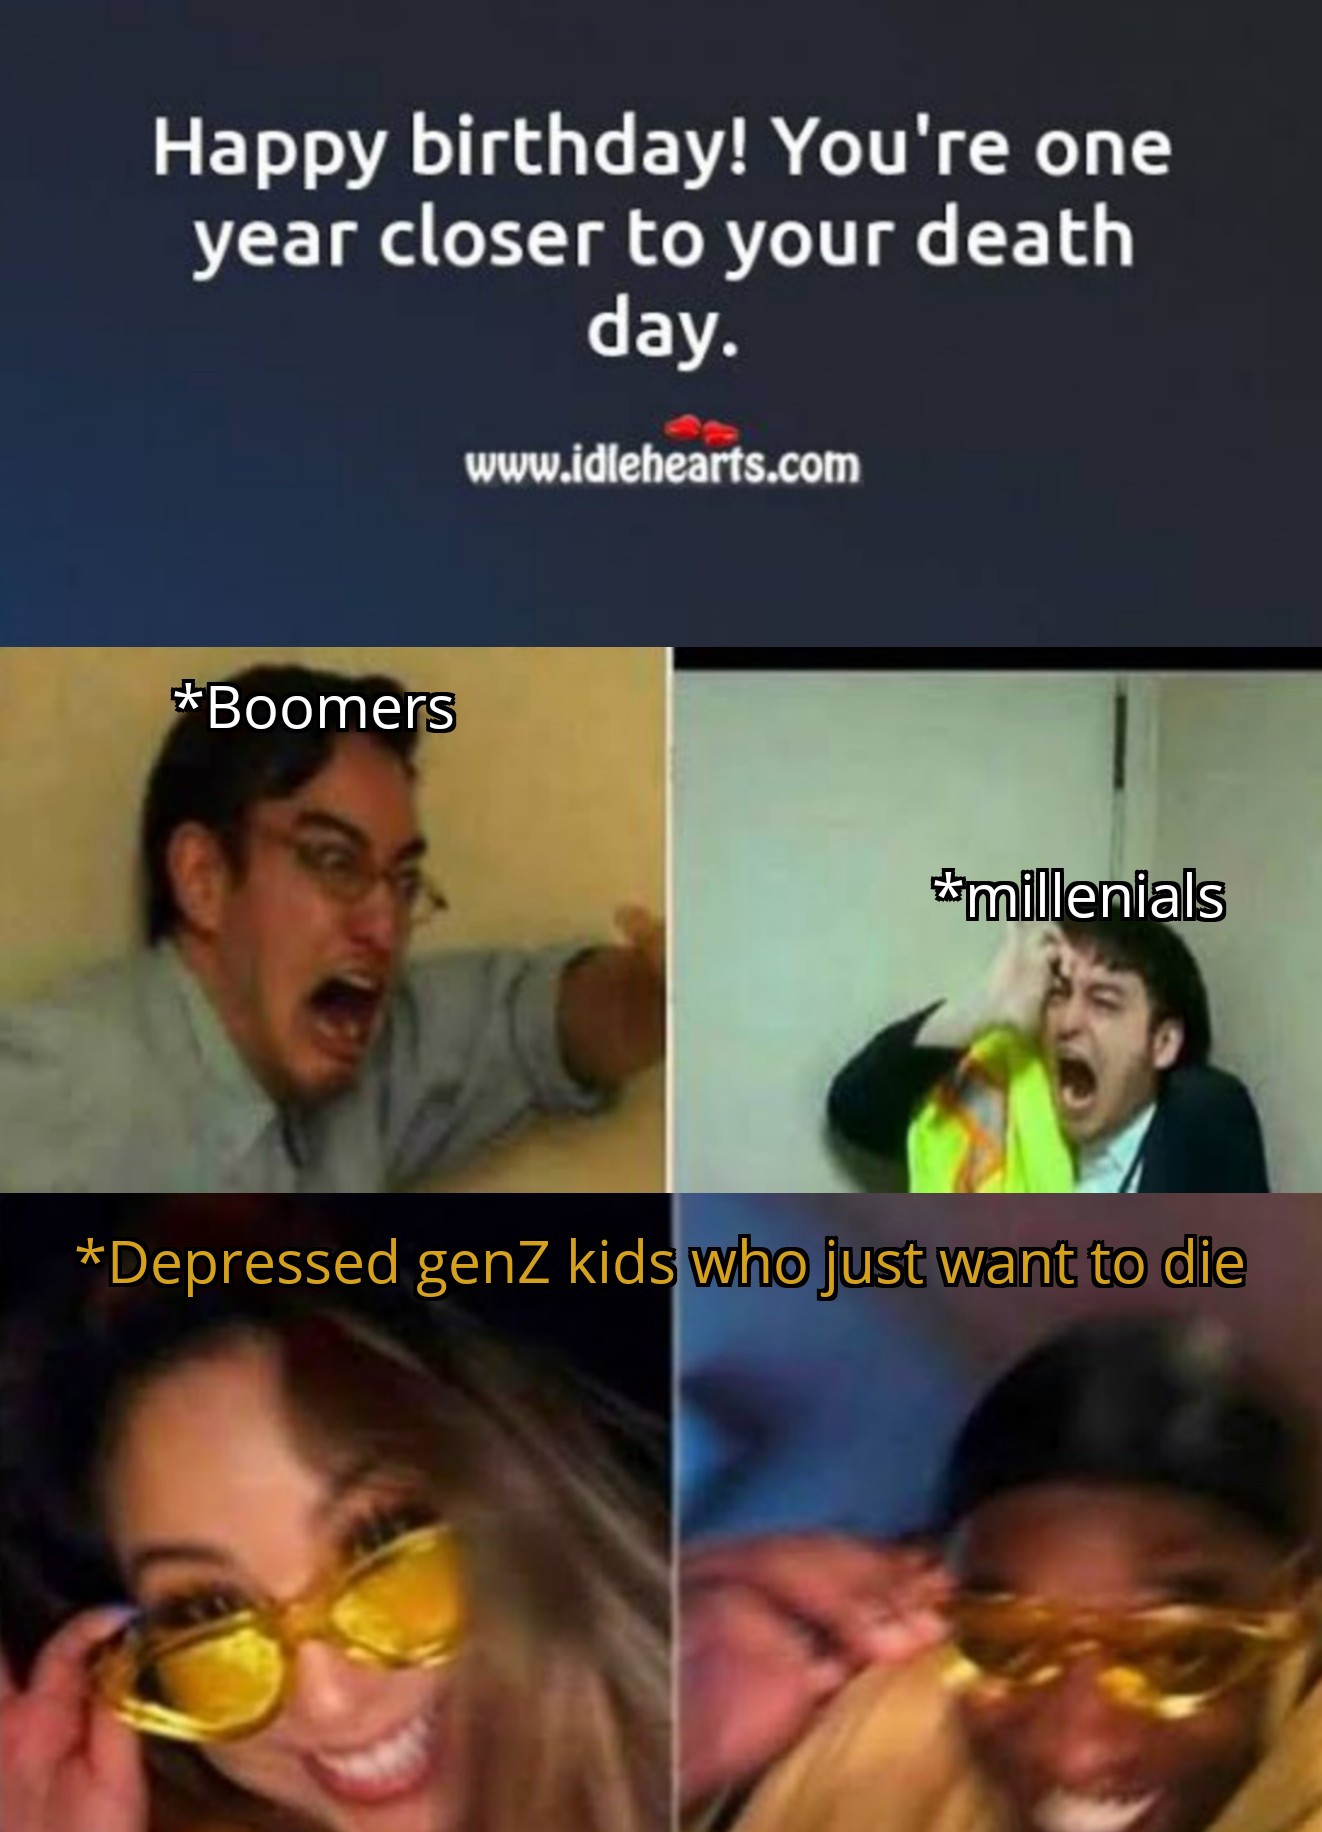 Happy birthday! You're one
year closer to your death
day.
www.idlehearts.com
*Boomers
*millenials
*Depressed genZ kids who just want to die